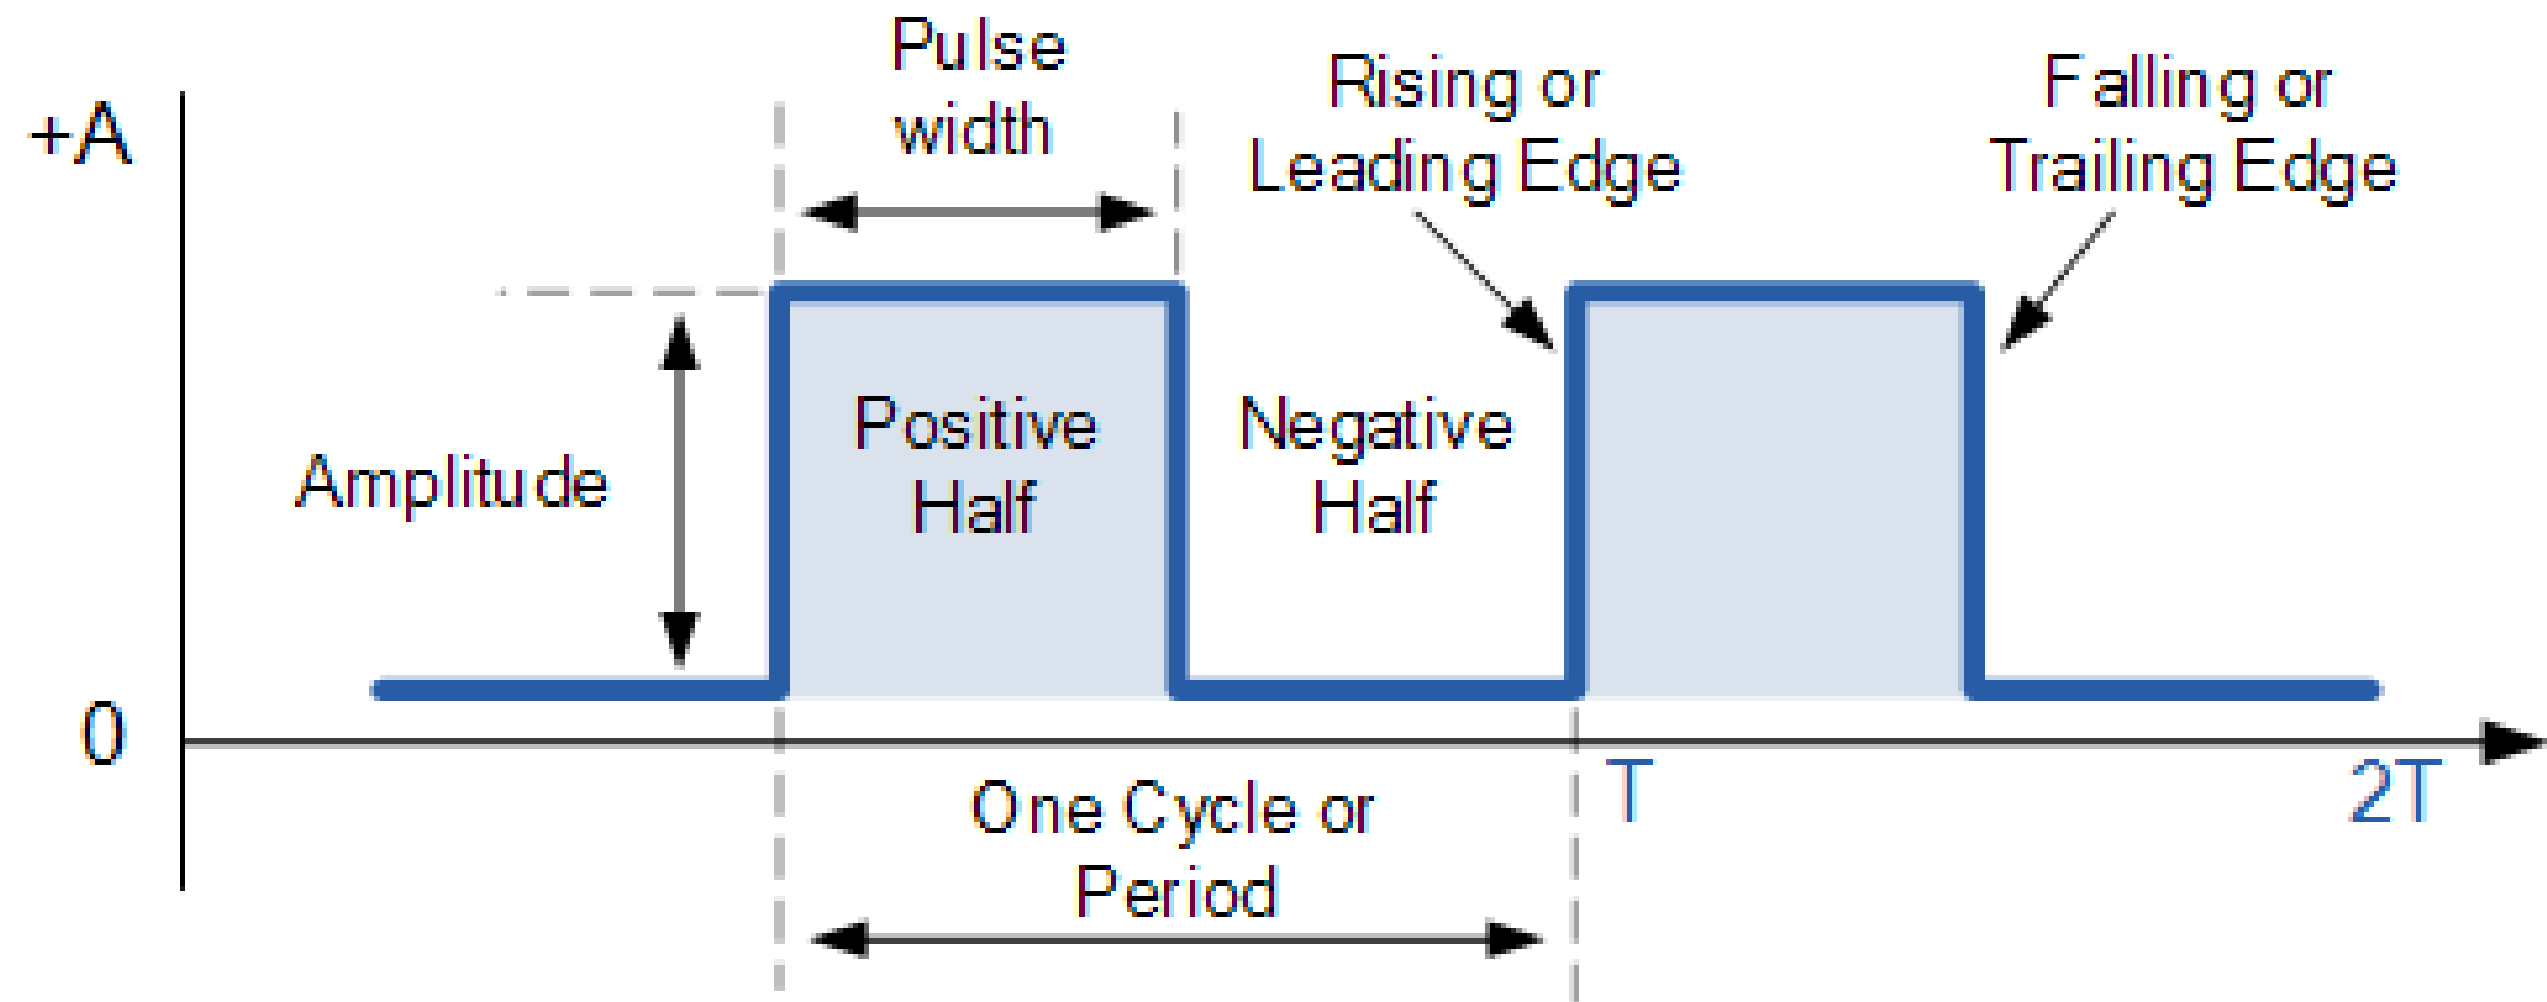 Pulse
width
Rising or
Leading Edge
Falling or
Trailing Edge
+A
Amplitude
Positive
Half
Negative
Half
0
T
2T
One Cycle or
Period